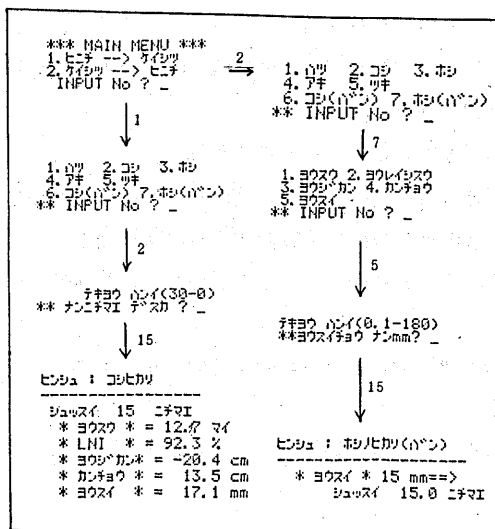 *** MAIN MENU ***
1. ヒニチ --> ケイシツ
2. ケイシツ --> ヒニチ
INPUT No ? _
1
1. ハツ 2. コシ 3. ホシ
4. アキ 5. ツキ
6. コシ(バン) 7. ホシ(バン)
** INPUT No ? _
2
テキヨウ ハンイ(30-0)
** ナンニチマエ デスカ ? _
15
ヒンシュ : コシヒカリ
------------------
シュッスイ 15 ニチマエ
* ヨウスウ * = 12.7 マイ
* LNI * = 92.3 %
* ヨウジカン* = -20.4 cm
* カンチョウ * = 13.5 cm
* ヨウスイ * = 17.1 mm
2
1. ハツ 2. コシ 3. ホシ
4. アキ 5. ツキ
6. コシ(バン) 7. ホシ(バン)
** INPUT No ? _
7
1. ヨウスウ 2. ヨウレイシスウ
3. ヨウジカン 4. カンチョウ
5. ヨウスイ
** INPUT No ? _
5
テキヨウ ハンイ(0.1-180)
**ヨウスイチョウ ナンmm? _
15
ヒンシュ : ホシノヒカリ(バン)
------------------
* ヨウスイ * 15 mm==>
シュッスイ 15.0 ニチマエ